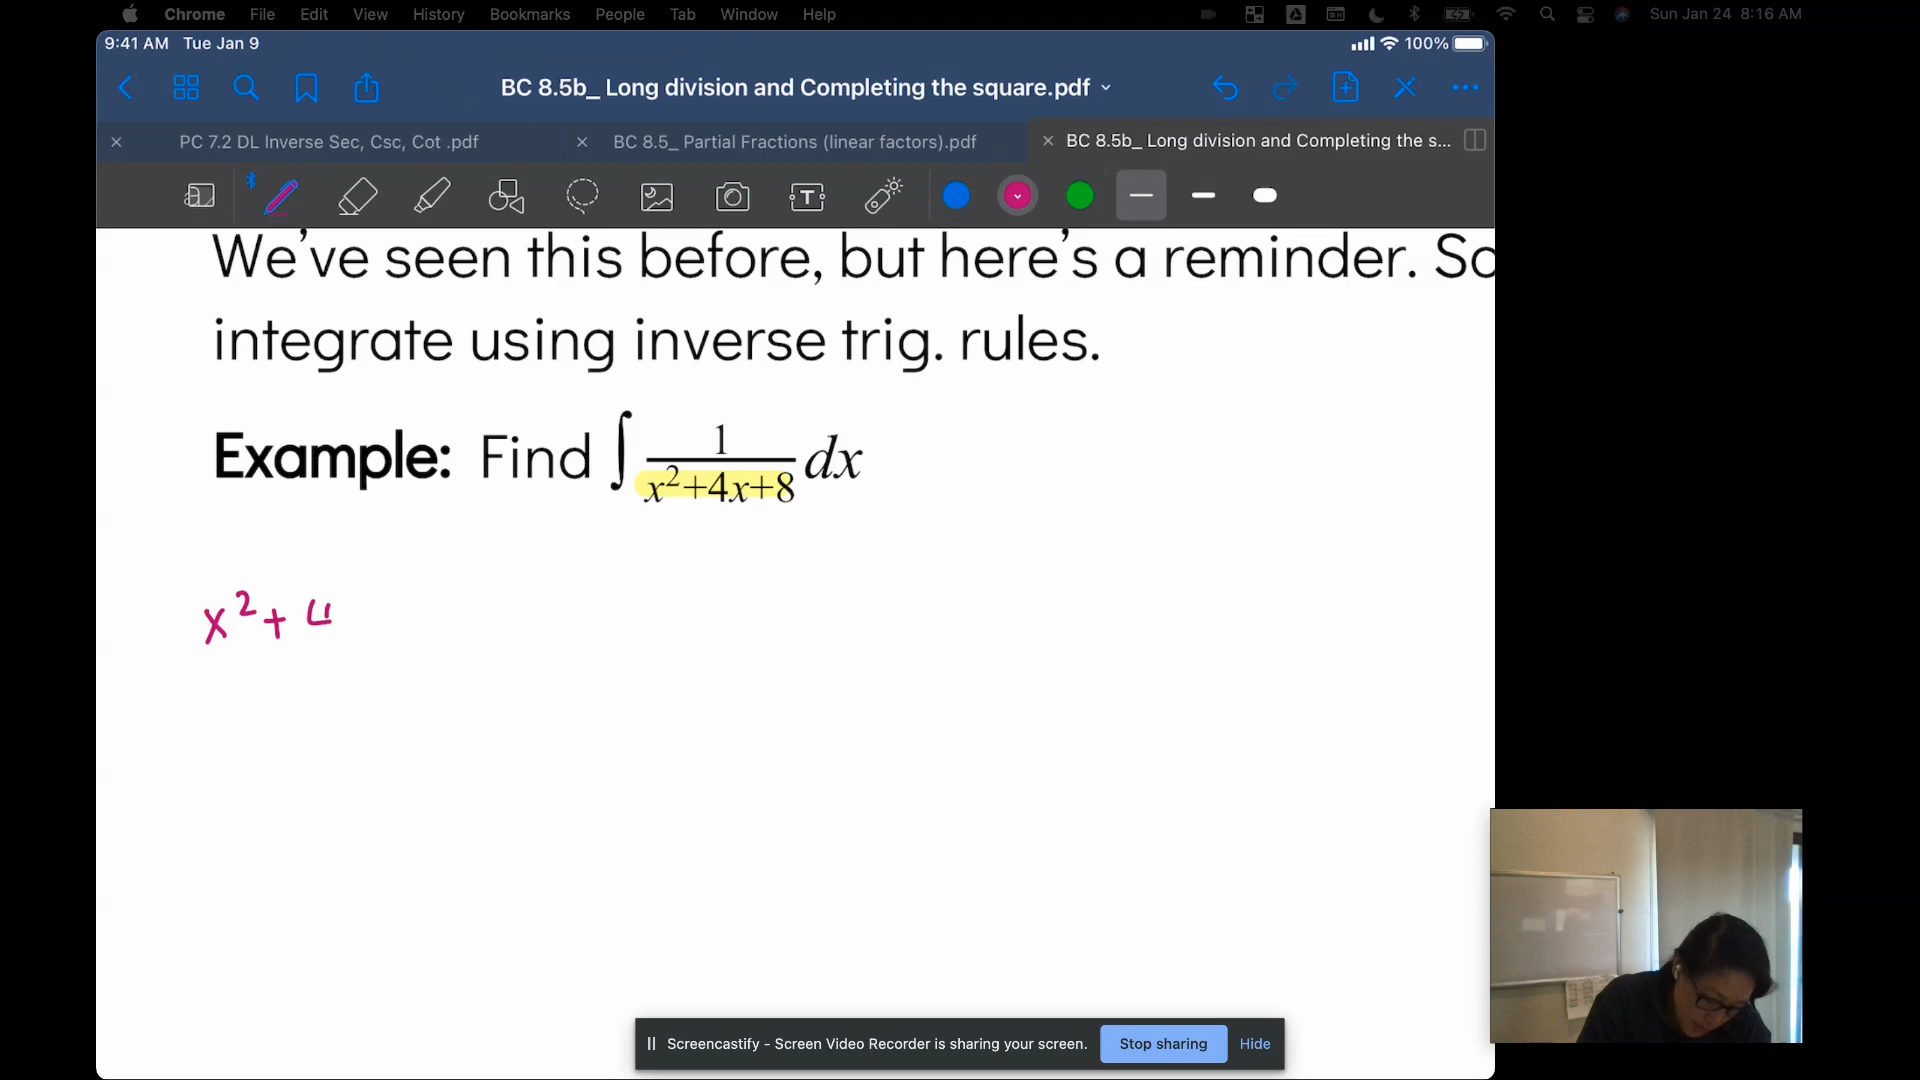 Chrome File Edit View History Bookmarks People Tab Window Help Sun Jan 24 8:16 AM
9:41 AM Tue Jan 9 100%
BC 8.5b_ Long division and Completing the square.pdf
PC 7.2 DL Inverse Sec, Csc, Cot .pdf BC 8.5_ Partial Fractions (linear factors).pdf BC 8.5b_ Long division and Completing the s...
T
We've seen this before, but here's a reminder. So
integrate using inverse trig. rules.
Example: Find ∫ 1/(x²+4x+8) dx
x² + 4
Screencastify - Screen Video Recorder is sharing your screen. Stop sharing Hide